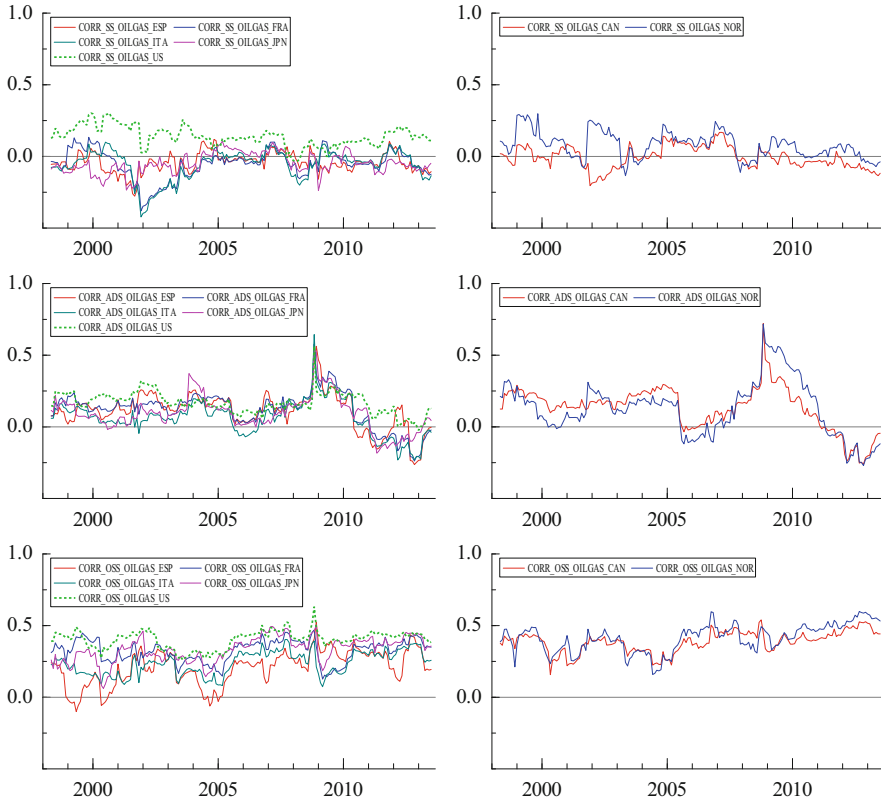 1.0
CORR_SS_OILGAS_ESP CORR_SS_OILGAS_FRA
CORR_SS_OILGAS_ITA CORR_SS_OILGAS_JPN
CORR_SS_OILGAS_US
0.5
0.0
2000 2005 2010
1.0
CORR_SS_OILGAS_CAN CORR_SS_OILGAS_NOR
0.5
0.0
2000 2005 2010
1.0
CORR_ADS_OILGAS_ESP CORR_ADS_OILGAS_FRA
CORR_ADS_OILGAS_ITA CORR_ADS_OILGAS_JPN
CORR_ADS_OILGAS_US
0.5
0.0
2000 2005 2010
1.0
CORR_ADS_OILGAS_CAN CORR_ADS_OILGAS_NOR
0.5
0.0
2000 2005 2010
1.0
CORR_OSS_OILGAS_ESP CORR_OSS_OILGAS_FRA
CORR_OSS_OILGAS_ITA CORR_OSS_OILGAS_JPN
CORR_OSS_OILGAS_US
0.5
0.0
2000 2005 2010
1.0
CORR_OSS_OILGAS_CAN CORR_OSS_OILGAS_NOR
0.5
0.0
2000 2005 2010